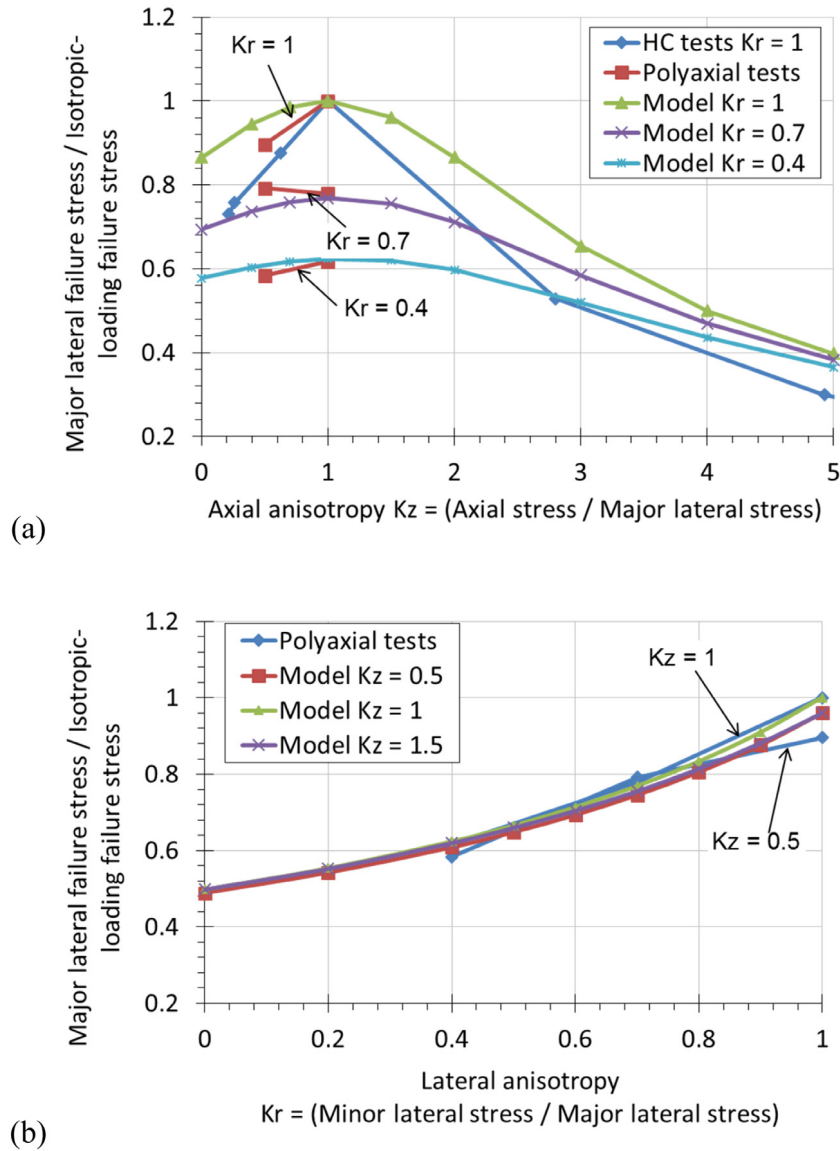 1.2
1
0.8
0.6
0.4
0.2
Major lateral failure stress / Isotropic-
loading failure stress
Kr = 1
Kr = 0.7
Kr = 0.4
HC tests Kr = 1
Polyaxial tests
Model Kr = 1
Model Kr = 0.7
Model Kr = 0.4
0 1 2 3 4 5
Axial anisotropy Kz = (Axial stress / Major lateral stress)
(a)
1.2
1
0.8
0.6
0.4
0.2
Major lateral failure stress / Isotropic-
loading failure stress
Polyaxial tests
Model Kz = 0.5
Model Kz = 1
Model Kz = 1.5
Kz = 1
Kz = 0.5
0 0.2 0.4 0.6 0.8 1
Lateral anisotropy
Kr = (Minor lateral stress / Major lateral stress)
(b)